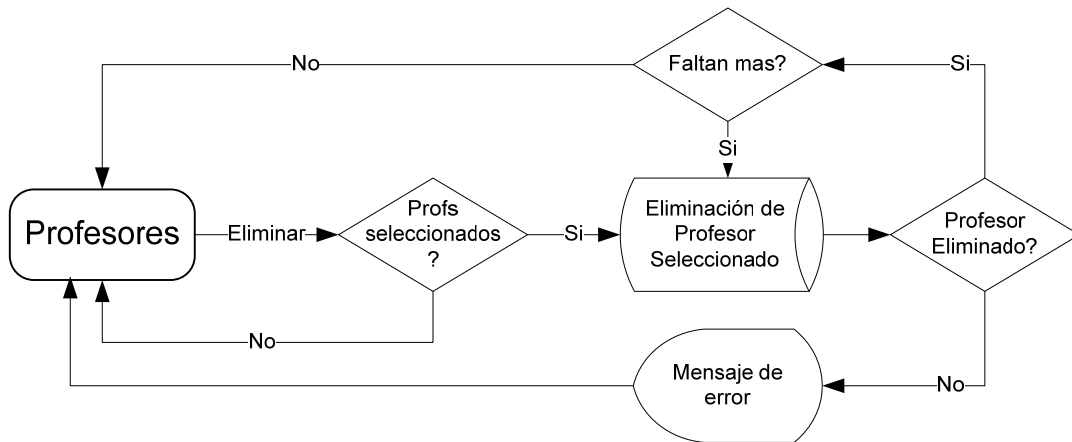 No
Faltan mas?
Si
Si
Profesores
Eliminar
Profs
seleccionados
?
Si
Eliminación de
Profesor
Seleccionado
Profesor
Eliminado?
No
Mensaje de
error
No